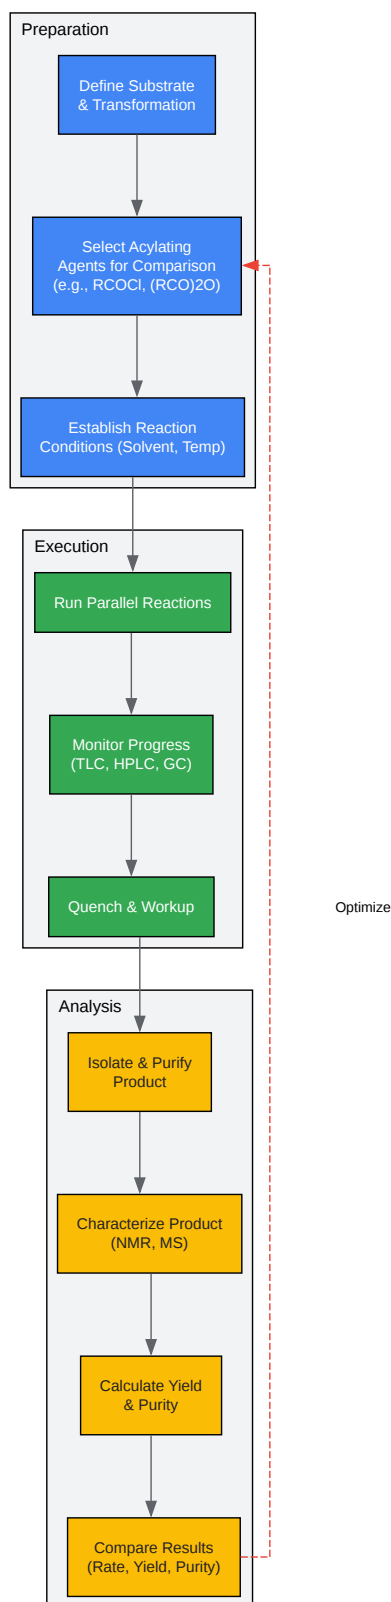 Preparation
Define Substrate
& Transformation
Select Acylating
Agents for Comparison
(e.g., RCOCl, (RCO)2O)
Establish Reaction
Conditions (Solvent, Temp)
Execution
Run Parallel Reactions
Monitor Progress
(TLC, HPLC, GC)
Quench & Workup
Optimize
Analysis
Isolate & Purify
Product
Characterize Product
(NMR, MS)
Calculate Yield
& Purity
Compare Results
(Rate, Yield, Purity)